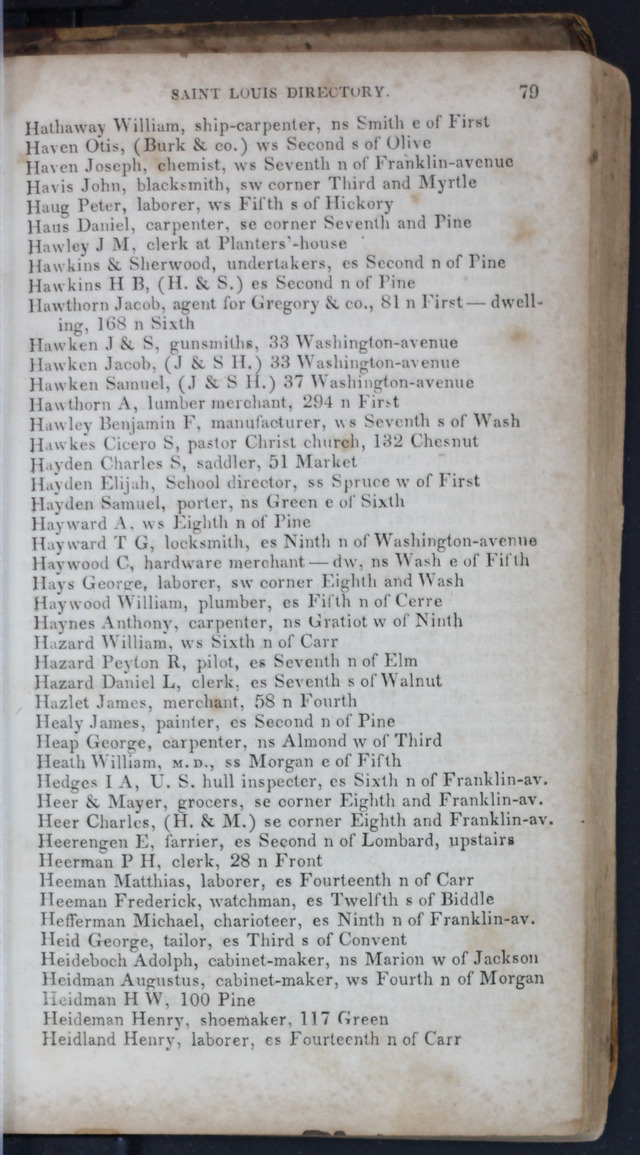 SAINT LOUIS DIRECTORY. 79
Hathaway William, ship-carpenter, ns Smith e of First
Haven Otis, (Burk & co.) ws Second s of Olive
Haven Joseph, chemist, ws Seventh n of Franklin-avenue
Havis John, blacksmith, sw corner Third and Myrtle
Haug Peter, laborer, ws Fifth s of Hickory
Haus Daniel, carpenter, se corner Seventh and Pine
Hawley J M, clerk at Planters'-house
Hawkins & Sherwood, undertakers, es Second n of Pine
Hawkins H B, (H. & S.) es Second n of Pine
Hawthorn Jacob, agent for Gregory & co., 81 n First—dwell-
ing, 168 n Sixth
Hawken J & S, gunsmiths, 33 Washington-avenue
Hawken Jacob, (J & S H.) 33 Washington-avenue
Hawken Samuel, (J & S H.) 37 Washington-avenue
Hawthorn A, lumber merchant, 294 n First
Hawley Benjamin F, manufacturer, ws Seventh s of Wash
Hawkes Cicero S, pastor Christ church, 132 Chesnut
Hayden Charles S, saddler, 51 Market
Hayden Elijah, School director, ss Spruce w of First
Hayden Samuel, porter, ns Green e of Sixth
Hayward A, ws Eighth n of Pine
Hayward T G, locksmith, es Ninth n of Washington-avenue
Haywood C, hardware merchant—dw, ns Wash e of Fifth
Hays George, laborer, sw corner Eighth and Wash
Haywood William, plumber, es Fifth n of Cerre
Haynes Anthony, carpenter, ns Gratiot w of Ninth
Hazard William, ws Sixth n of Carr
Hazard Peyton R, pilot, es Seventh n of Elm
Hazard Daniel L, clerk, es Seventh s of Walnut
Hazlet James, merchant, 58 n Fourth
Healy James, painter, es Second n of Pine
Heap George, carpenter, ns Almond w of Third
Heath William, M.D., ss Morgan e of Fifth
Hedges I A, U. S. hull inspecter, es Sixth n of Franklin-av.
Heer & Mayer, grocers, se corner Eighth and Franklin-av.
Heer Charles, (H. & M.) se corner Eighth and Franklin-av.
Heerengen E, farrier, es Second n of Lombard, upstairs
Heerman P H, clerk, 28 n Front
Heeman Matthias, laborer, es Fourteenth n of Carr
Heeman Frederick, watchman, es Twelfth s of Biddle
Hefferman Michael, charioteer, es Ninth n of Franklin-av.
Heid George, tailor, es Third s of Convent
Heideboch Adolph, cabinet-maker, ns Marion w of Jackson
Heidman Augustus, cabinet-maker, ws Fourth n of Morgan
Heidman H W, 100 Pine
Heideman Henry, shoemaker, 117 Green
Heidland Henry, laborer, es Fourteenth n of Carr